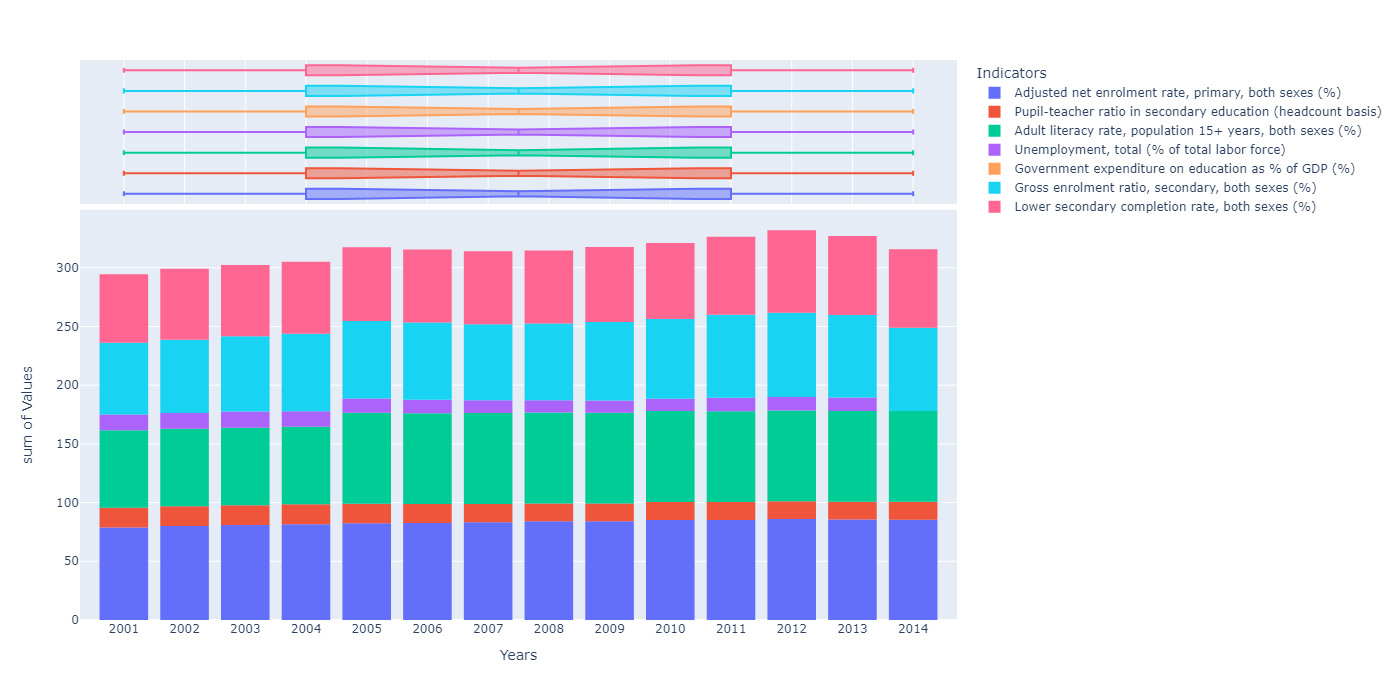 Indicators
Adjusted net enrolment rate, primary, both sexes (%)
Pupil-teacher ratio in secondary education (headcount basis)
Adult literacy rate, population 15+ years, both sexes (%)
Unemployment, total (% of total labor force)
Government expenditure on education as % of GDP (%)
Gross enrolment ratio, secondary, both sexes (%)
Lower secondary completion rate, both sexes (%)
sum of Values
300
250
200
150
100
50
0
2001 2002 2003 2004 2005 2006 2007 2008 2009 2010 2011 2012 2013 2014
Years